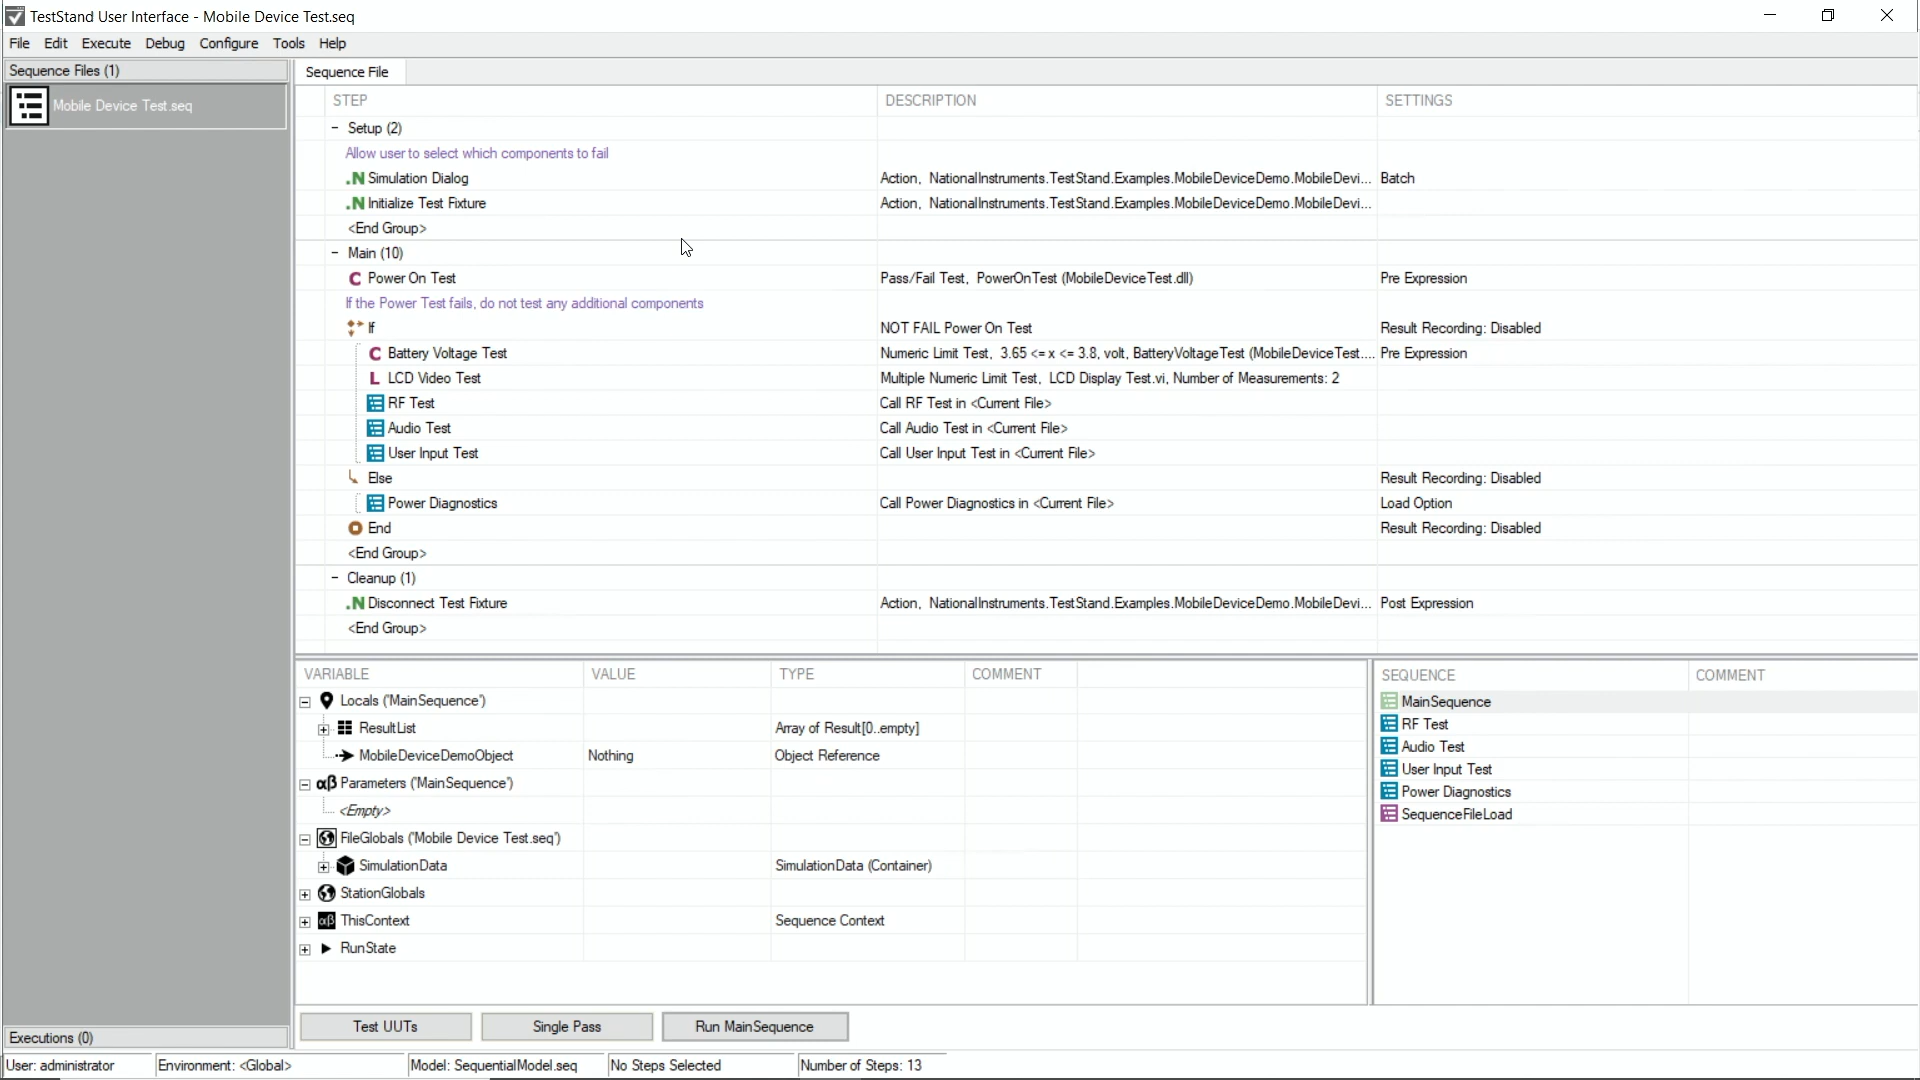 TestStand User Interface - Mobile Device Test.seq
File Edit Execute Debug Configure Tools Help
Sequence Files (1)
Mobile Device Test.seq
Sequence File
STEP DESCRIPTION SETTINGS
- Setup (2)
Allow user to select which components to fail
.N Simulation Dialog Action, NationalInstruments.TestStand.Examples.MobileDeviceDemo.MobileDevi... Batch
.N Initialize Test Fixture Action, NationalInstruments.TestStand.Examples.MobileDeviceDemo.MobileDevi...
<End Group>
- Main (10)
C Power On Test Pass/Fail Test, PowerOnTest (MobileDeviceTest.dll) Pre Expression
If the Power Test fails, do not test any additional components
If NOT FAIL Power On Test Result Recording: Disabled
C Battery Voltage Test Numeric Limit Test, 3.65 <= x <= 3.8, volt, BatteryVoltageTest (MobileDeviceTest.... Pre Expression
L LCD Video Test Multiple Numeric Limit Test, LCD Display Test.vi, Number of Measurements: 2
RF Test Call RF Test in <Current File>
Audio Test Call Audio Test in <Current File>
User Input Test Call User Input Test in <Current File>
Else Result Recording: Disabled
Power Diagnostics Call Power Diagnostics in <Current File> Load Option
End Result Recording: Disabled
<End Group>
- Cleanup (1)
.N Disconnect Test Fixture Action, NationalInstruments.TestStand.Examples.MobileDeviceDemo.MobileDevi... Post Expression
<End Group>
VARIABLE VALUE TYPE COMMENT
Locals ('MainSequence')
ResultList Array of Result[0..empty]
MobileDeviceDemoObject Nothing Object Reference
αβ Parameters ('MainSequence')
<Empty>
FileGlobals ('Mobile Device Test.seq')
SimulationData SimulationData (Container)
StationGlobals
αβ ThisContext Sequence Context
RunState
SEQUENCE COMMENT
MainSequence
RF Test
Audio Test
User Input Test
Power Diagnostics
SequenceFileLoad
Test UUTs Single Pass Run MainSequence
Executions (0)
User: administrator Environment: <Global> Model: SequentialModel.seq No Steps Selected Number of Steps: 13